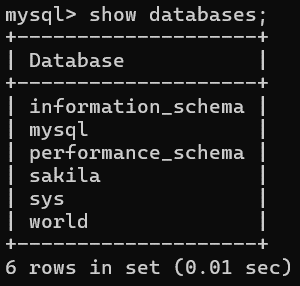 mysql> show databases;
+--------------------+
| Database           |
+--------------------+
| information_schema |
| mysql              |
| performance_schema |
| sakila             |
| sys                |
| world              |
+--------------------+
6 rows in set (0.01 sec)